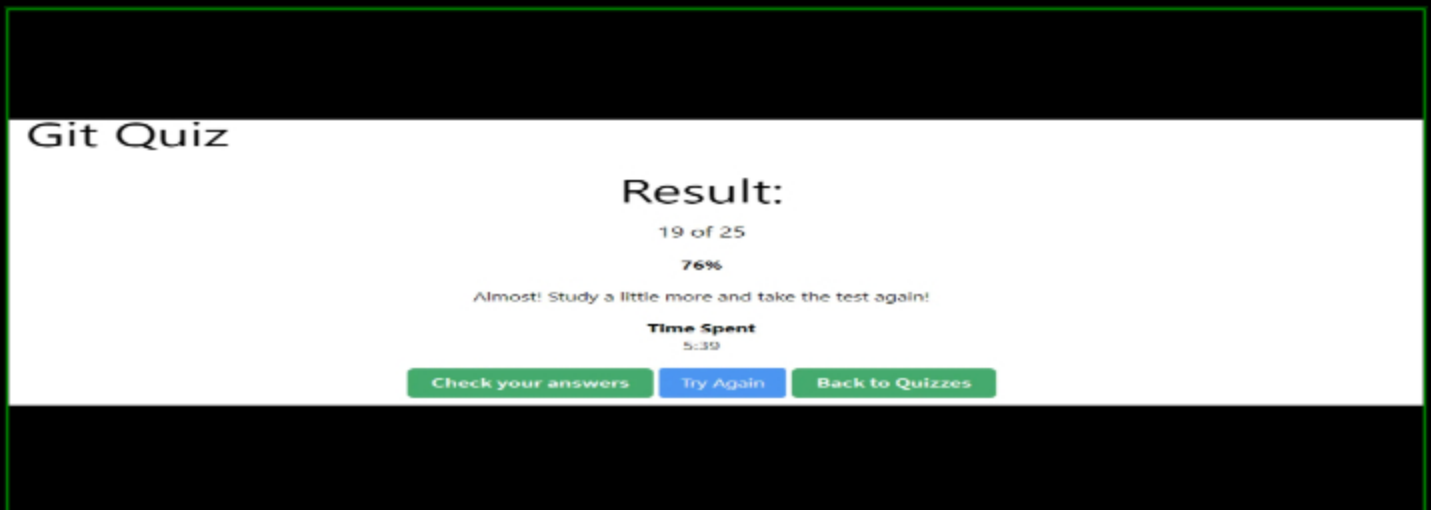 Git Quiz
Result:
19 of 25
76%
Almost! Study a little more and take the test again!
Time Spent
5:39
Check your answers Try Again Back to Quizzes